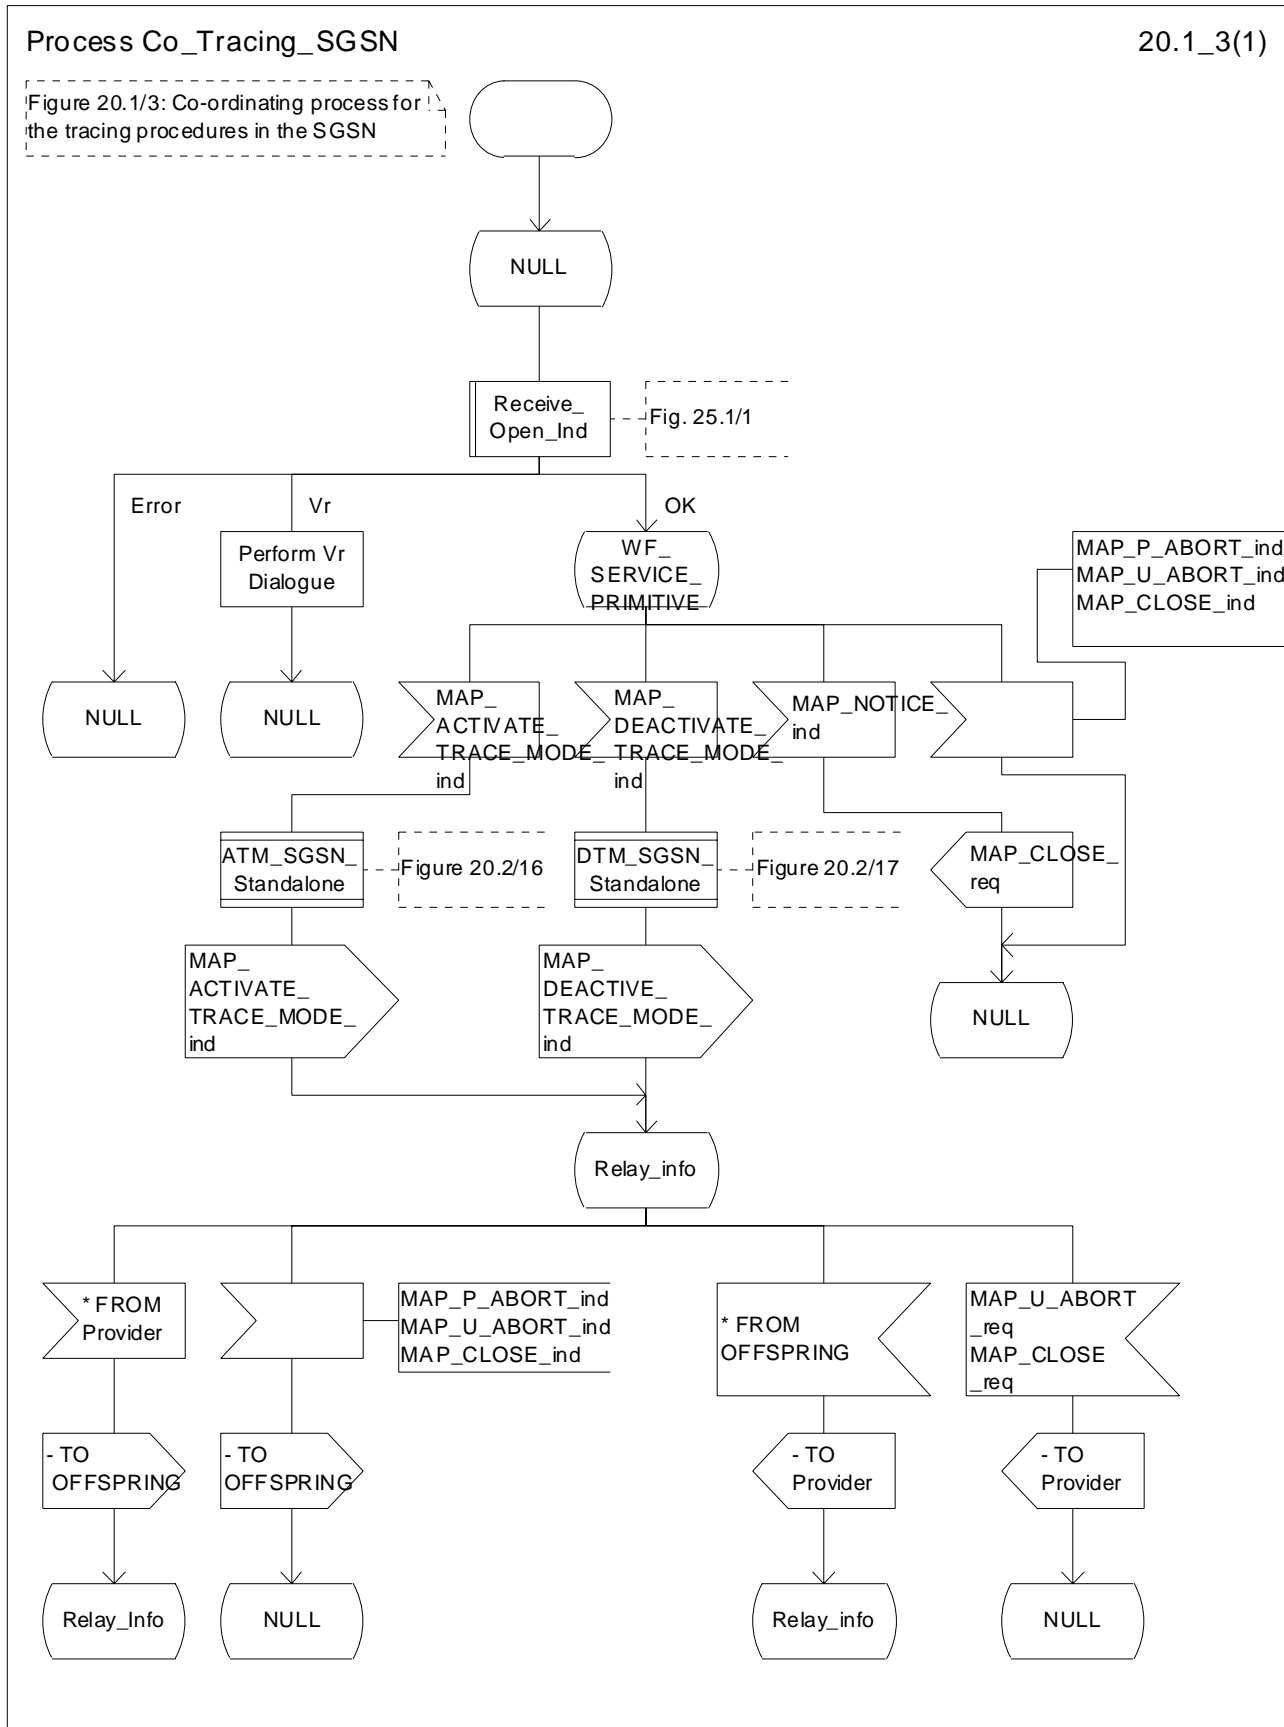 Process Co_Tracing_SGSN
20.1_3(1)
Figure 20.1/3: Co-ordinating process for
the tracing procedures in the SGSN
NULL
Receive_
Open_Ind
Fig. 25.1/1
Error
Vr
OK
Perform Vr
Dialogue
WF_
SERVICE_
PRIMITIVE
MAP_P_ABORT_ind
MAP_U_ABORT_ind
MAP_CLOSE_ind
NULL
NULL
MAP_
ACTIVATE_
TRACE_MODE_
ind
MAP_
DEACTIVATE_
TRACE_MODE_
ind
MAP_NOTICE_
ind
ATM_SGSN_
Standalone
Figure 20.2/16
DTM_SGSN_
Standalone
Figure 20.2/17
MAP_CLOSE_
req
MAP_
ACTIVATE_
TRACE_MODE_
ind
MAP_
DEACTIVE_
TRACE_MODE_
ind
NULL
Relay_info
* FROM
Provider
MAP_P_ABORT_ind
MAP_U_ABORT_ind
MAP_CLOSE_ind
* FROM
OFFSPRING
MAP_U_ABORT
_req
MAP_CLOSE
_req
- TO
OFFSPRING
- TO
OFFSPRING
- TO
Provider
- TO
Provider
Relay_Info
NULL
Relay_info
NULL